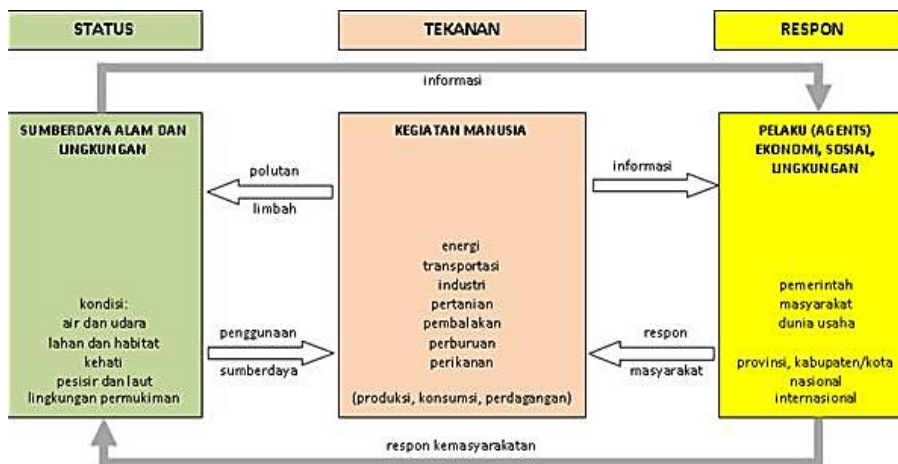 STATUS
TEKANAN
RESPON
informasi
SUMBERDAYA ALAM DAN
LINGKUNGAN
kondisi:
air dan udara
lahan dan habitat
kehati
pesisir dan laut
lingkungan permukiman
polutan
limbah
penggunaan
sumberdaya
KEGIATAN MANUSIA
energi
transportasi
industri
pertanian
pembalakan
perburuan
perikanan
(produksi, konsumsi, perdagangan)
informasi
respon
masyarakat
PELAKU (AGENTS)
EKONOMI, SOSIAL,
LINGKUNGAN
pemerintah
masyarakat
dunia usaha
provinsi, kabupaten/kota
nasional
internasional
respon kemasyarakatan